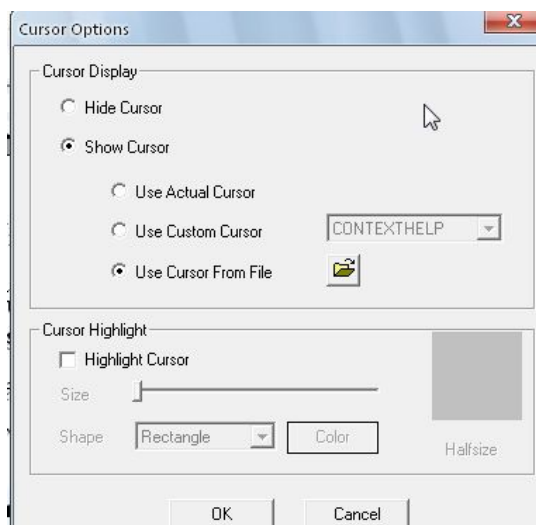 Cursor Options
Cursor Display
Hide Cursor
Show Cursor
Use Actual Cursor
Use Custom Cursor CONTEXTHELP
Use Cursor From File
Cursor Highlight
Highlight Cursor
Size
Shape Rectangle Color
Halfsize
OK Cancel